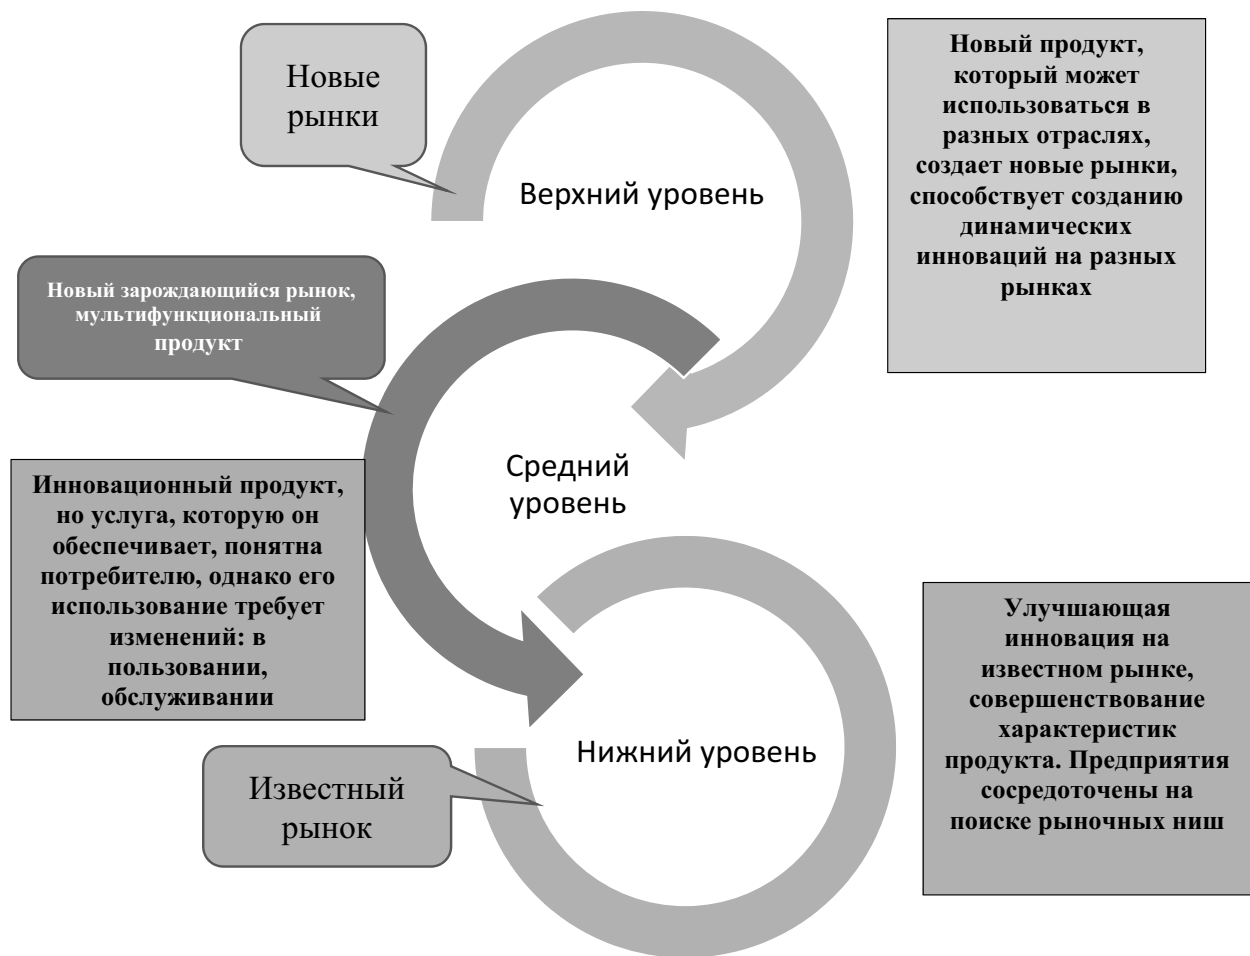 Новые
рынки
Верхний уровень
Новый продукт,
который может
использоваться в
разных отраслях,
создает новые рынки,
способствует созданию
динамических
инноваций на разных
рынках
Новый зарождающийся рынок,
мультифункциональный
продукт
Средний
уровень
Инновационный продукт,
но услуга, которую он
обеспечивает, понятна
потребителю, однако его
использование требует
изменений: в
пользовании,
обслуживании
Известный
рынок
Нижний уровень
Улучшающая
инновация на
известном рынке,
совершенствование
характеристик
продукта. Предприятия
сосредоточены на
поиске рыночных ниш